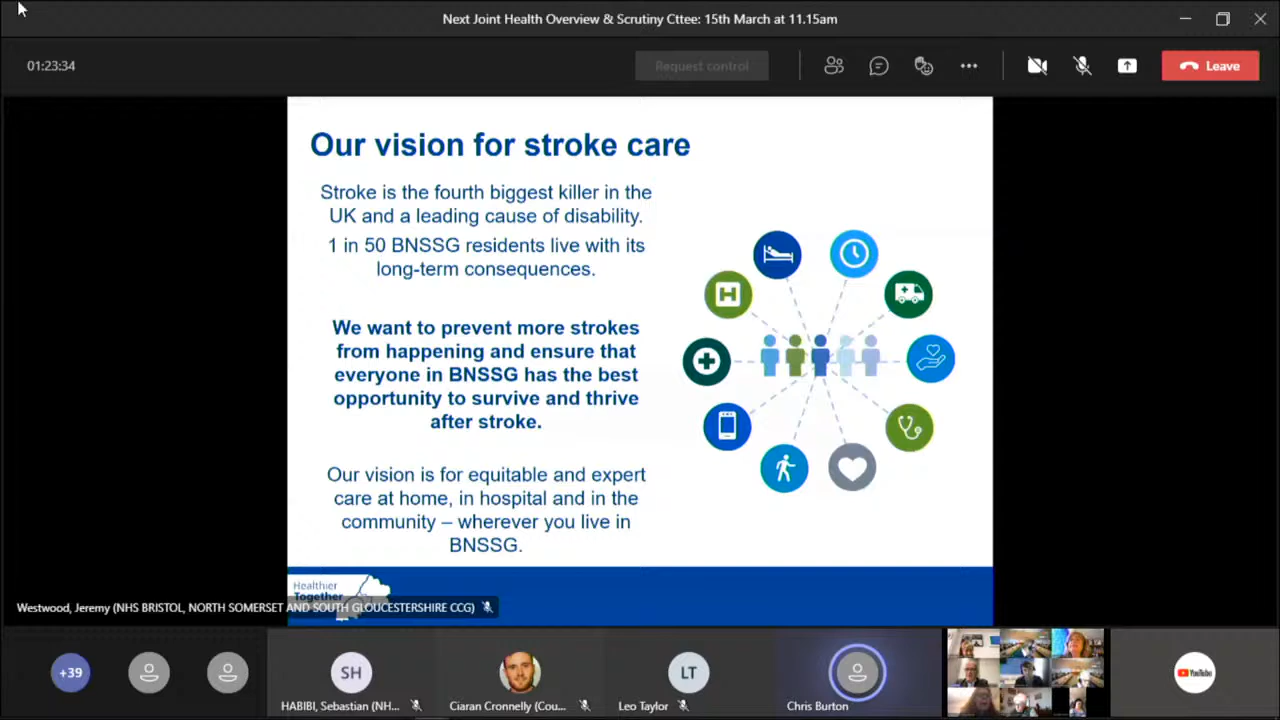 Next Joint Health Overview & Scrutiny Cttee: 15th March at 11.15am
01:23:34
Request control
Leave
Our vision for stroke care
Stroke is the fourth biggest killer in the
UK and a leading cause of disability.
1 in 50 BNSSG residents live with its
long-term consequences.
We want to prevent more strokes
from happening and ensure that
everyone in BNSSG has the best
opportunity to survive and thrive
after stroke.
Our vision is for equitable and expert
care at home, in hospital and in the
community – wherever you live in
BNSSG.
H
Healthier
Together
Westwood, Jeremy (NHS BRISTOL, NORTH SOMERSET AND SOUTH GLOUCESTERSHIRE CCG)
+39
SH
LT
YouTube
HABIBI, Sebastian (NH...
Ciaran Cronnelly (Cou...
Leo Taylor
Chris Burton